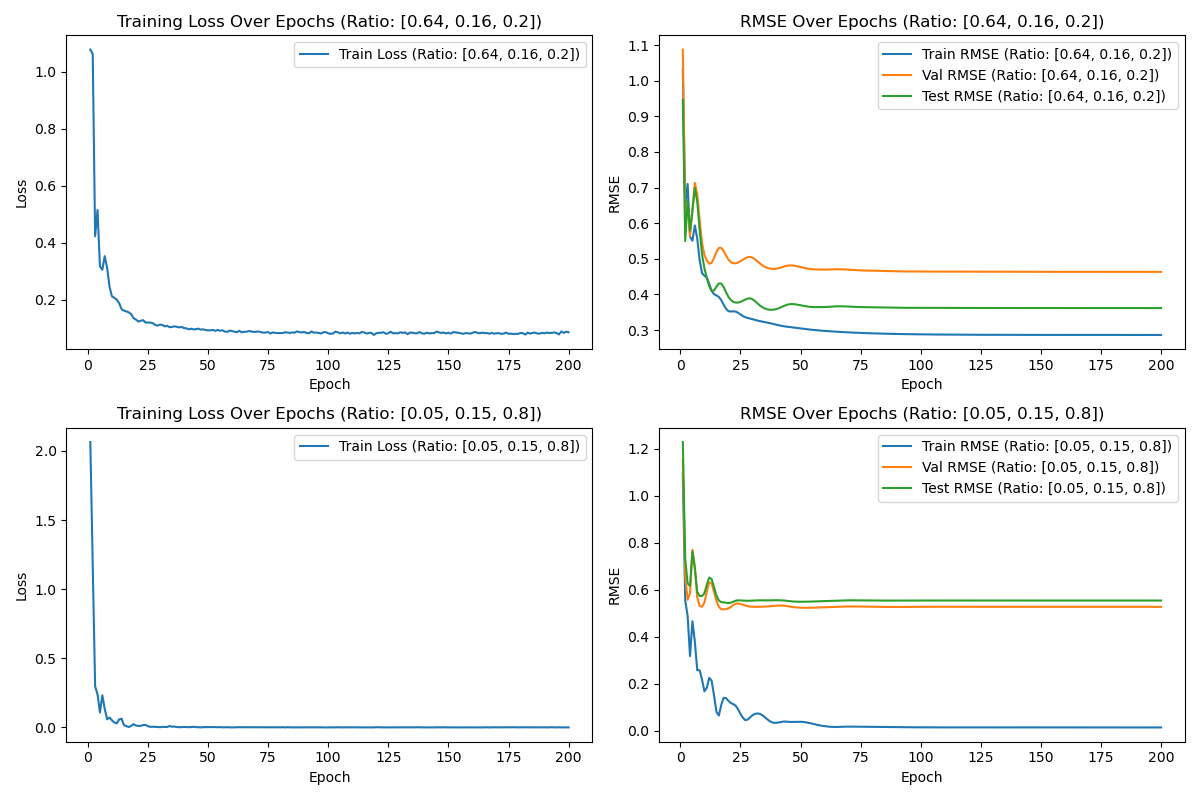 Training Loss Over Epochs (Ratio: [0.64, 0.16, 0.2])
Train Loss (Ratio: [0.64, 0.16, 0.2])
1.0
0.8
0.6
0.4
0.2
Loss
0 25 50 75 100 125 150 175 200
Epoch
RMSE Over Epochs (Ratio: [0.64, 0.16, 0.2])
Train RMSE (Ratio: [0.64, 0.16, 0.2])
Val RMSE (Ratio: [0.64, 0.16, 0.2])
Test RMSE (Ratio: [0.64, 0.16, 0.2])
1.1
1.0
0.9
0.8
0.7
0.6
0.5
0.4
0.3
RMSE
0 25 50 75 100 125 150 175 200
Epoch
Training Loss Over Epochs (Ratio: [0.05, 0.15, 0.8])
Train Loss (Ratio: [0.05, 0.15, 0.8])
2.0
1.5
1.0
0.5
0.0
Loss
0 25 50 75 100 125 150 175 200
Epoch
RMSE Over Epochs (Ratio: [0.05, 0.15, 0.8])
Train RMSE (Ratio: [0.05, 0.15, 0.8])
Val RMSE (Ratio: [0.05, 0.15, 0.8])
Test RMSE (Ratio: [0.05, 0.15, 0.8])
1.2
1.0
0.8
0.6
0.4
0.2
0.0
RMSE
0 25 50 75 100 125 150 175 200
Epoch